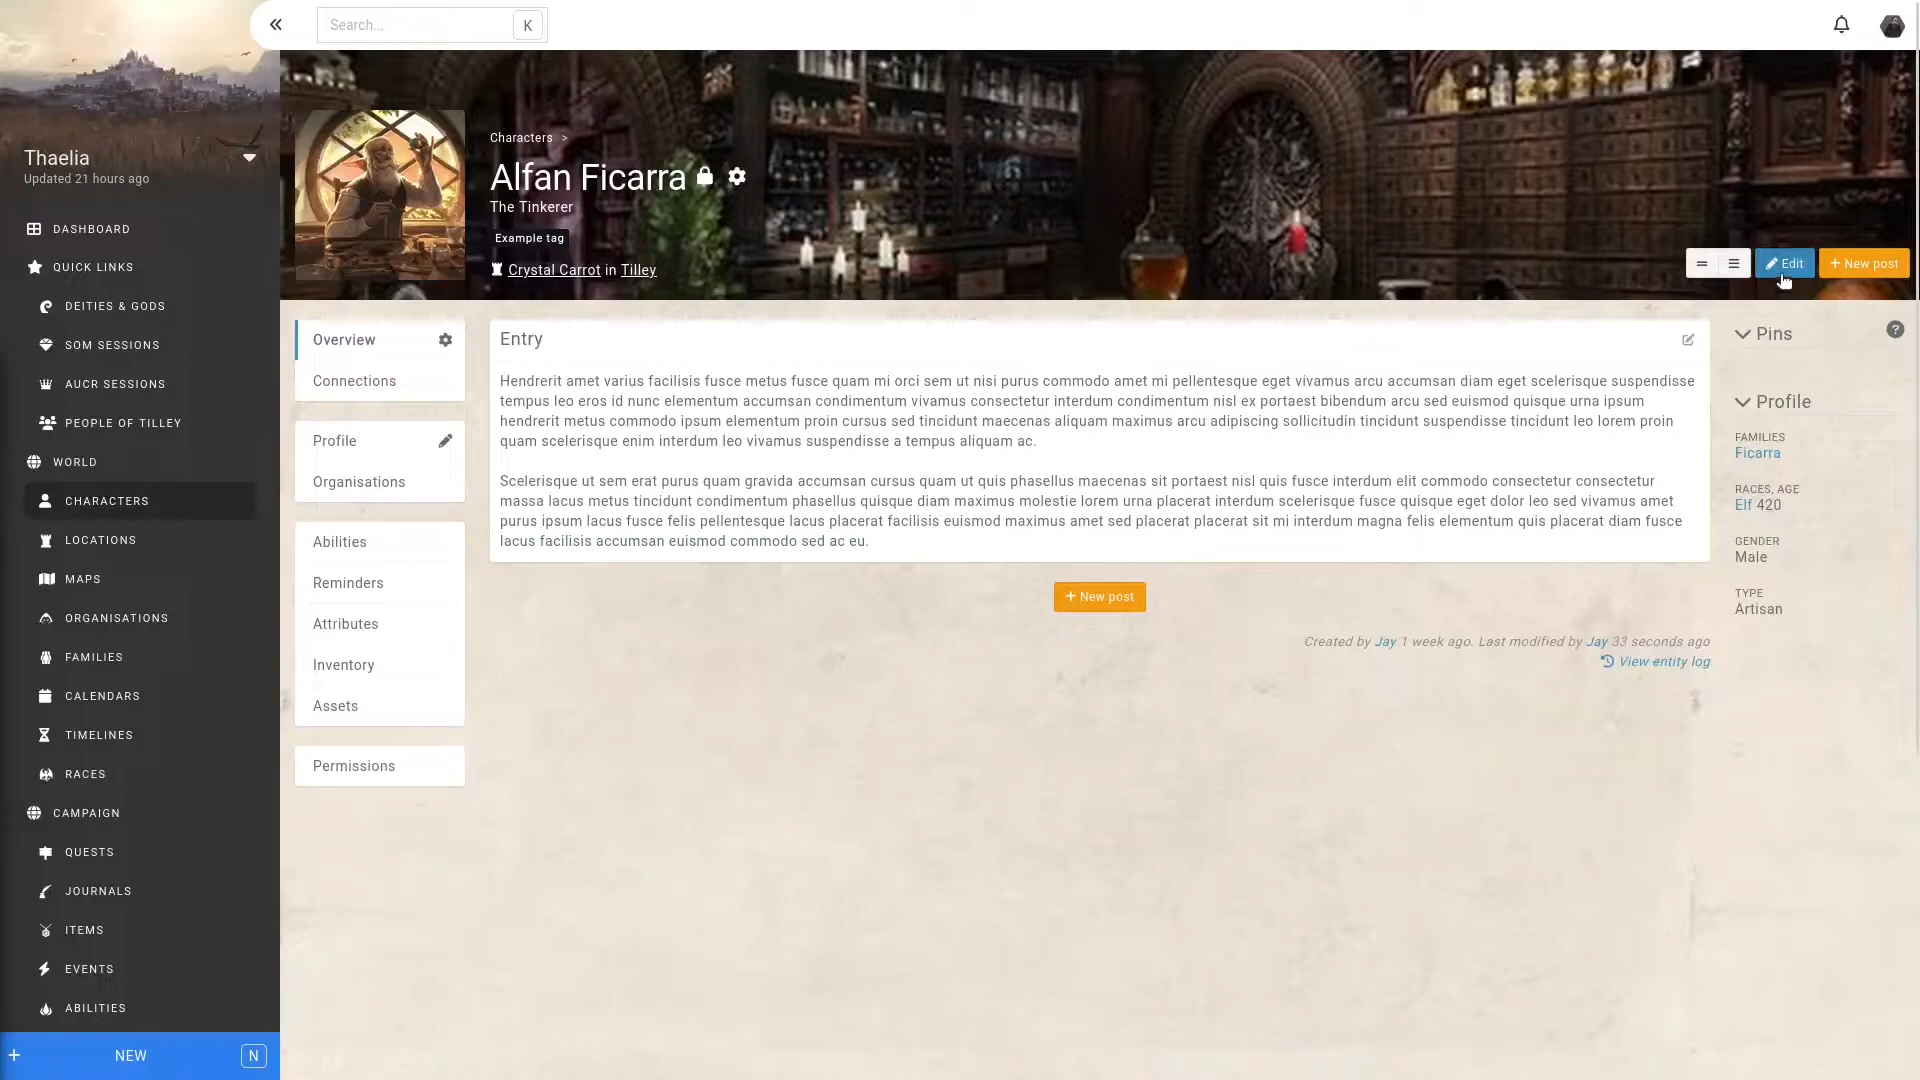 Search...
K
Thaelia
Updated 21 hours ago
DASHBOARD
QUICK LINKS
DEITIES & GODS
SOM SESSIONS
AUCR SESSIONS
PEOPLE OF TILLEY
WORLD
CHARACTERS
LOCATIONS
MAPS
ORGANISATIONS
FAMILIES
CALENDARS
TIMELINES
RACES
CAMPAIGN
QUESTS
JOURNALS
ITEMS
EVENTS
ABILITIES
+ NEW N
Characters >
Alfan Ficarra
The Tinkerer
Example tag
Crystal Carrot in Tilley
Edit
+ New post
Overview
Connections
Profile
Organisations
Abilities
Reminders
Attributes
Inventory
Assets
Permissions
Entry
Hendrerit amet varius facilisis fusce metus fusce quam mi orci sem ut nisi purus commodo amet mi pellentesque eget vivamus arcu accumsan diam eget scelerisque suspendisse
tempus leo eros id nunc elementum accumsan condimentum vivamus consectetur interdum condimentum nisl ex portaest bibendum arcu sed euismod quisque urna ipsum
hendrerit metus commodo ipsum elementum proin cursus sed tincidunt maecenas aliquam maximus arcu adipiscing sollicitudin tincidunt suspendisse tincidunt leo lorem proin
quam scelerisque enim interdum leo vivamus suspendisse a tempus aliquam ac.
Scelerisque ut sem erat purus quam gravida accumsan cursus quam ut quis phasellus maecenas sit portaest nisl quis fusce interdum elit commodo consectetur consectetur
massa lacus metus tincidunt condimentum phasellus quisque diam maximus molestie lorem urna placerat interdum scelerisque fusce quisque eget dolor leo sed vivamus amet
purus ipsum lacus fusce felis pellentesque lacus placerat facilisis euismod maximus amet sed placerat placerat sit mi interdum magna felis elementum quis placerat diam fusce
lacus facilisis accumsan euismod commodo sed ac eu.
+ New post
Created by Jay 1 week ago. Last modified by Jay 33 seconds ago
View entity log
Pins
?
Profile
FAMILIES
Ficarra
RACES, AGE
Elf 420
GENDER
Male
TYPE
Artisan